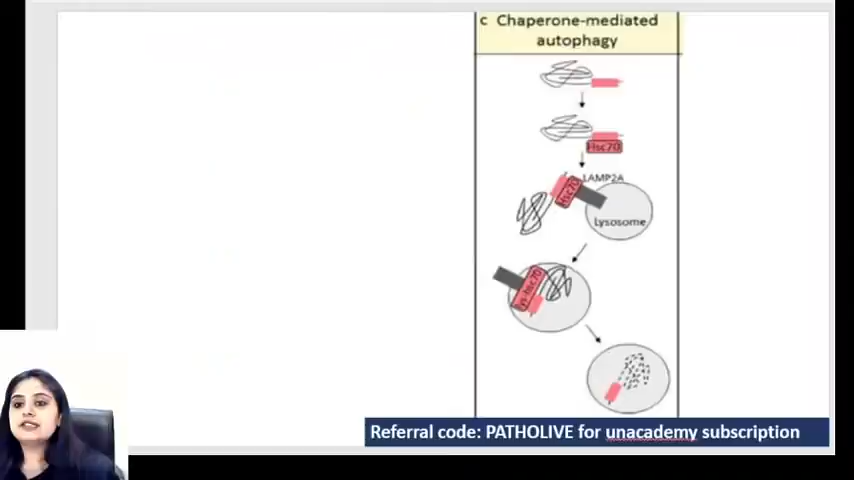 c Chaperone-mediated
autophagy
Hsc70
LAMP2A
Hsc70
Lysosome
lys-hsc70
Referral code: PATHOLIVE for unacademy subscription